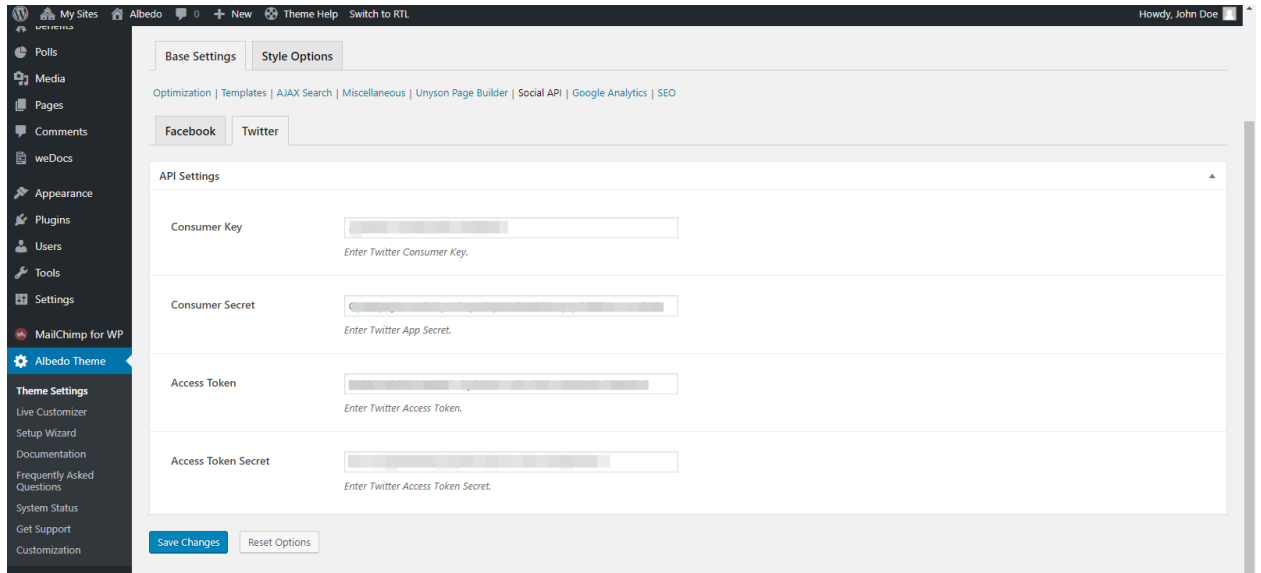 My Sites Albedo 0 New Theme Help Switch to RTL Howdy, John Doe
Benefits
Polls
Media
Pages
Comments
weDocs
Appearance
Plugins
Users
Tools
Settings
MailChimp for WP
Albedo Theme
Theme Settings
Live Customizer
Setup Wizard
Documentation
Frequently Asked
Questions
System Status
Get Support
Customization
Base Settings Style Options
Optimization | Templates | AJAX Search | Miscellaneous | Unyson Page Builder | Social API | Google Analytics | SEO
Facebook Twitter
API Settings
Consumer Key
Enter Twitter Consumer Key.
Consumer Secret
Enter Twitter App Secret.
Access Token
Enter Twitter Access Token.
Access Token Secret
Enter Twitter Access Token Secret.
Save Changes Reset Options